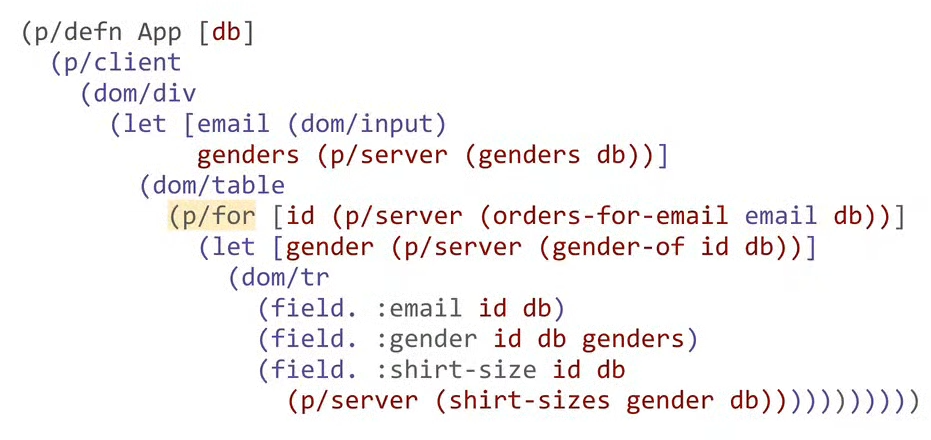 (p/defn App [db]
(p/client
(dom/div
(let [email (dom/input)
genders (p/server (genders db))]
(dom/table
(p/for [id (p/server (orders-for-email email db))]
(let [gender (p/server (gender-of id db))]
(dom/tr
(field. :email id db)
(field. :gender id db genders)
(field. :shirt-size id db
(p/server (shirt-sizes gender db)))))))))))